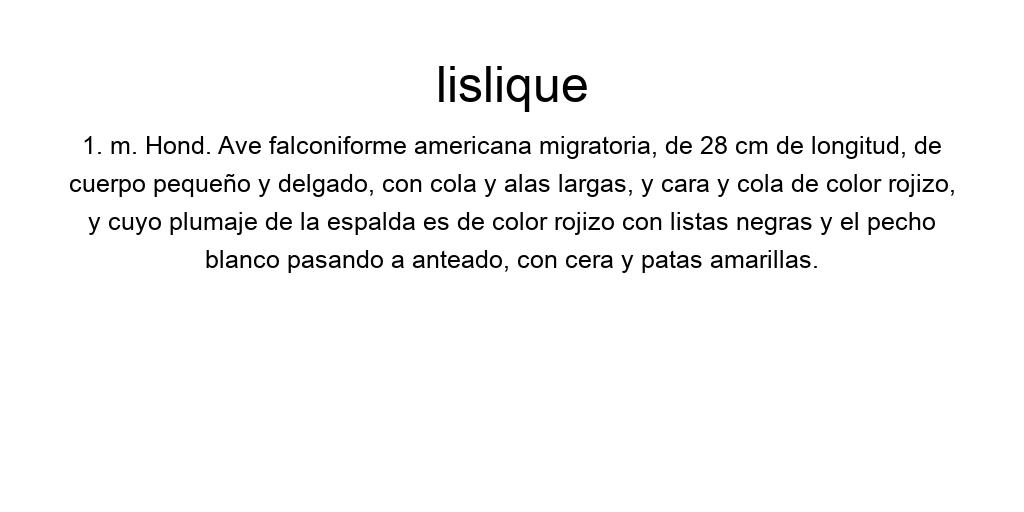 lislique
1. m. Hond. Ave falconiforme americana migratoria, de 28 cm de longitud, de
cuerpo pequeño y delgado, con cola y alas largas, y cara y cola de color rojizo,
y cuyo plumaje de la espalda es de color rojizo con listas negras y el pecho
blanco pasando a anteado, con cera y patas amarillas.